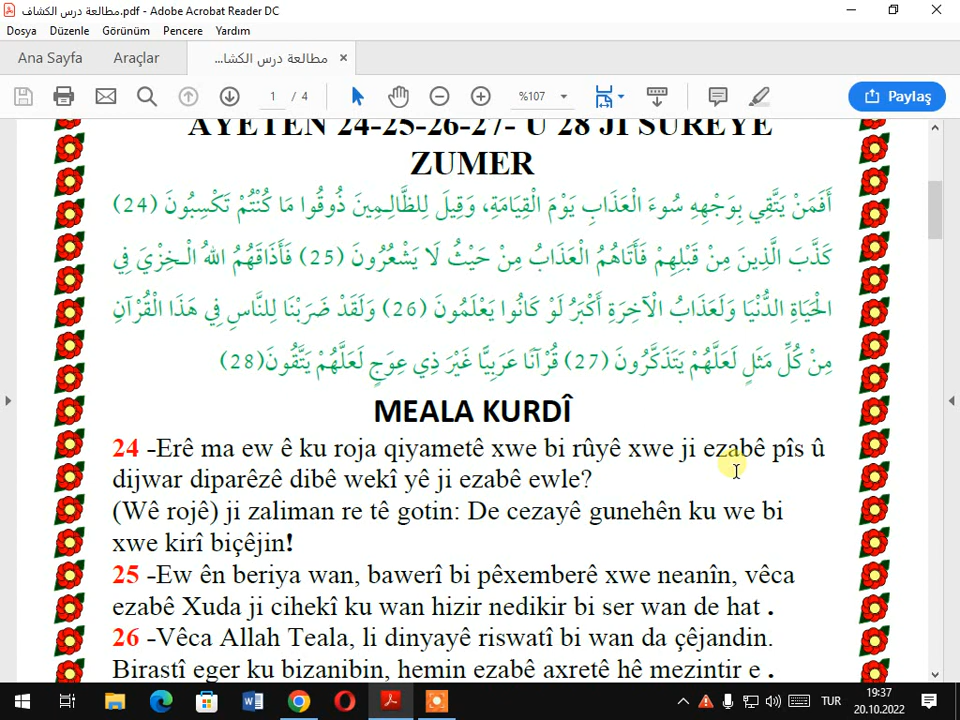 مطالعة درس الكشاف.pdf - Adobe Acrobat Reader DC
Dosya Düzenle Görünüm Pencere Yardım
Ana Sayfa Araçlar مطالعة درس الكشا...
1 / 4 %107 Paylaş
AYETÊN 24-25-26-27- Û 28 JI SÛREYÊ
ZUMER
أَفَمَنْ يَتَّقِي بِوَجْهِهِ سُوءَ الْعَذَابِ يَوْمَ الْقِيَامَةِ، وَقِيلَ لِلظَّالِمِينَ ذُوقُوا مَا كُنْتُمْ تَكْسِبُونَ (24)
كَذَّبَ الَّذِينَ مِنْ قَبْلِهِمْ فَأَتَاهُمُ الْعَذَابُ مِنْ حَيْثُ لَا يَشْعُرُونَ (25) فَأَذَاقَهُمُ اللهُ الْخِزْيَ فِي
الْحَيَاةِ الدُّنْيَا وَلَعَذَابُ الْآخِرَةِ أَكْبَرُ لَوْ كَانُوا يَعْلَمُونَ (26) وَلَقَدْ ضَرَبْنَا لِلنَّاسِ فِي هَذَا الْقُرْآنِ
مِنْ كُلِّ مَثَلٍ لَعَلَّهُمْ يَتَذَكَّرُونَ (27) قُرْآنًا عَرَبِيًّا غَيْرَ ذِي عِوَجٍ لَعَلَّهُمْ يَتَّقُونَ(28)
MEALA KURDÎ
24 -Erê ma ew ê ku roja qiyametê xwe bi rûyê xwe ji ezabê pîs û
dijwar diparêzê dibê wekî yê ji ezabê ewle?
(Wê rojê) ji zaliman re tê gotin: De cezayê gunehên ku we bi
xwe kirî biçêjin!
25 -Ew ên beriya wan, bawerî bi pêxemberê xwe neanîn, vêca
ezabê Xuda ji cihekî ku wan hizir nedikir bi ser wan de hat .
26 -Vêca Allah Teala, li dinyayê riswatî bi wan da çêjandin.
Birastî eger ku bizanibin, hemin ezabê axretê hê mezintir e .
TUR 19:37
20.10.2022